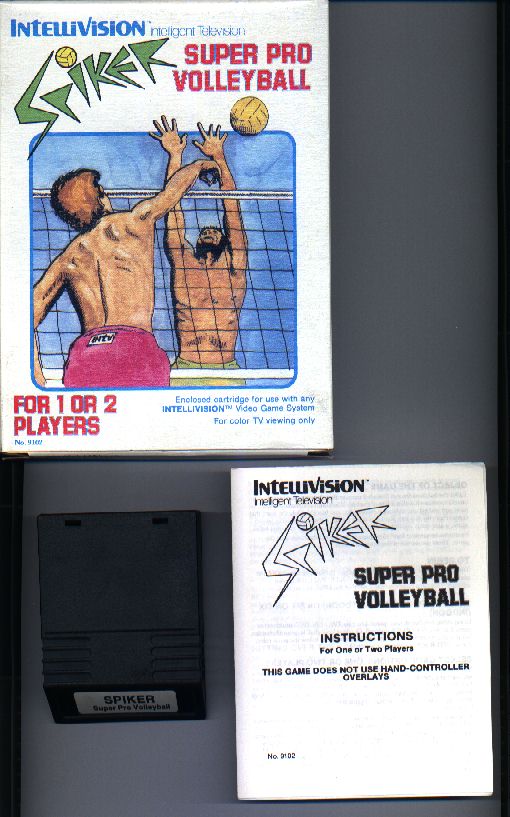 INTELLIVISION Intelligent Television
SPIKER
SUPER PRO
VOLLEYBALL
FOR 1 OR 2
PLAYERS
No. 9102
Enclosed cartridge for use with any
INTELLIVISION™ Video Game System
For color TV viewing only
INTELLIVISION
Intelligent Television
SPIKER
SUPER PRO
VOLLEYBALL
INSTRUCTIONS
For One or Two Players
THIS GAME DOES NOT USE HAND-CONTROLLER
OVERLAYS
No. 9102
SPIKER
Super Pro Volleyball